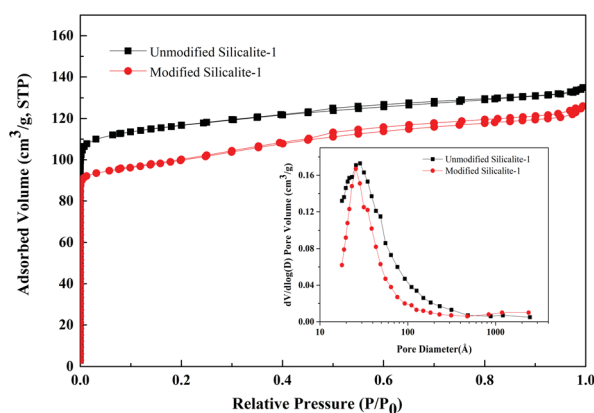 160
140
120
100
80
60
40
20
0
0.0 0.2 0.4 0.6 0.8 1.0
Adsorbed Volume (cm³/g, STP)
Relative Pressure (P/P₀)
Unmodified Silicalite-1
Modified Silicalite-1
0.16
0.12
0.08
0.04
0.00
10 100 1000
dV/dlog(D) Pore Volume (cm³/g)
Pore Diameter(Å)
Unmodified Silicalite-1
Modified Silicalite-1